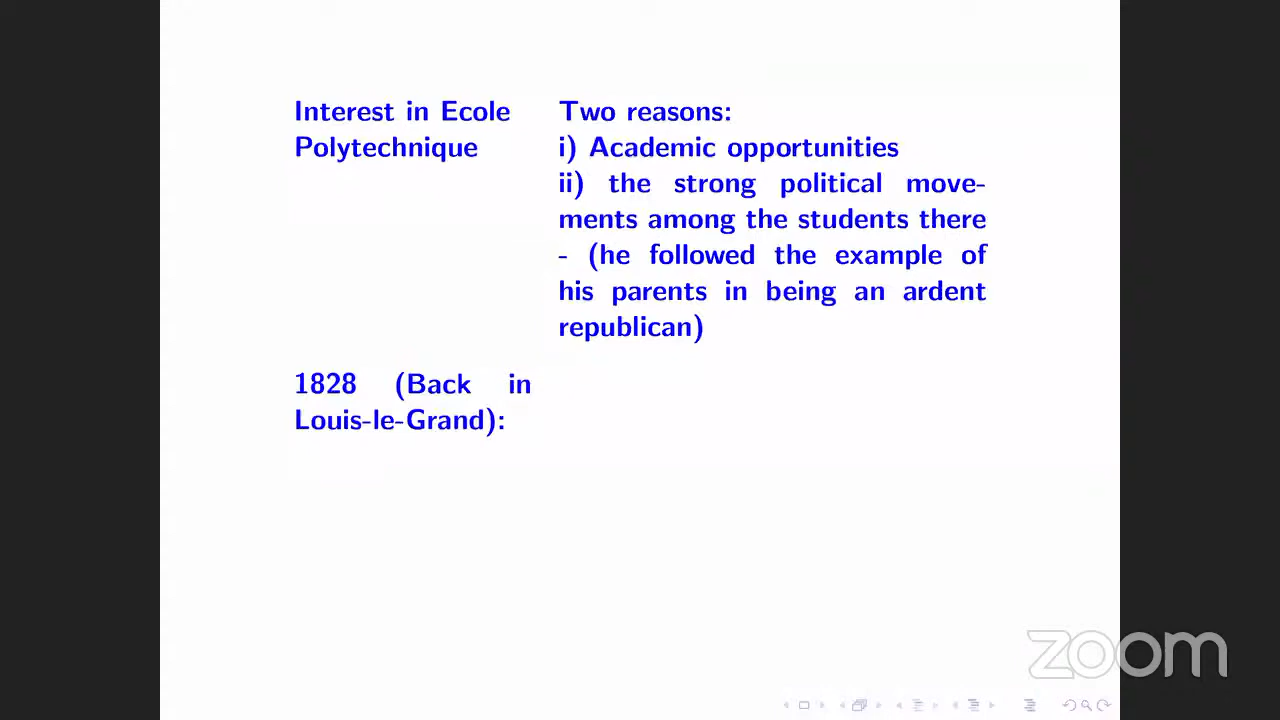 Interest in Ecole
Polytechnique
Two reasons:
i) Academic opportunities
ii) the strong political move-
ments among the students there
- (he followed the example of
his parents in being an ardent
republican)
1828 (Back in
Louis-le-Grand):
zoom